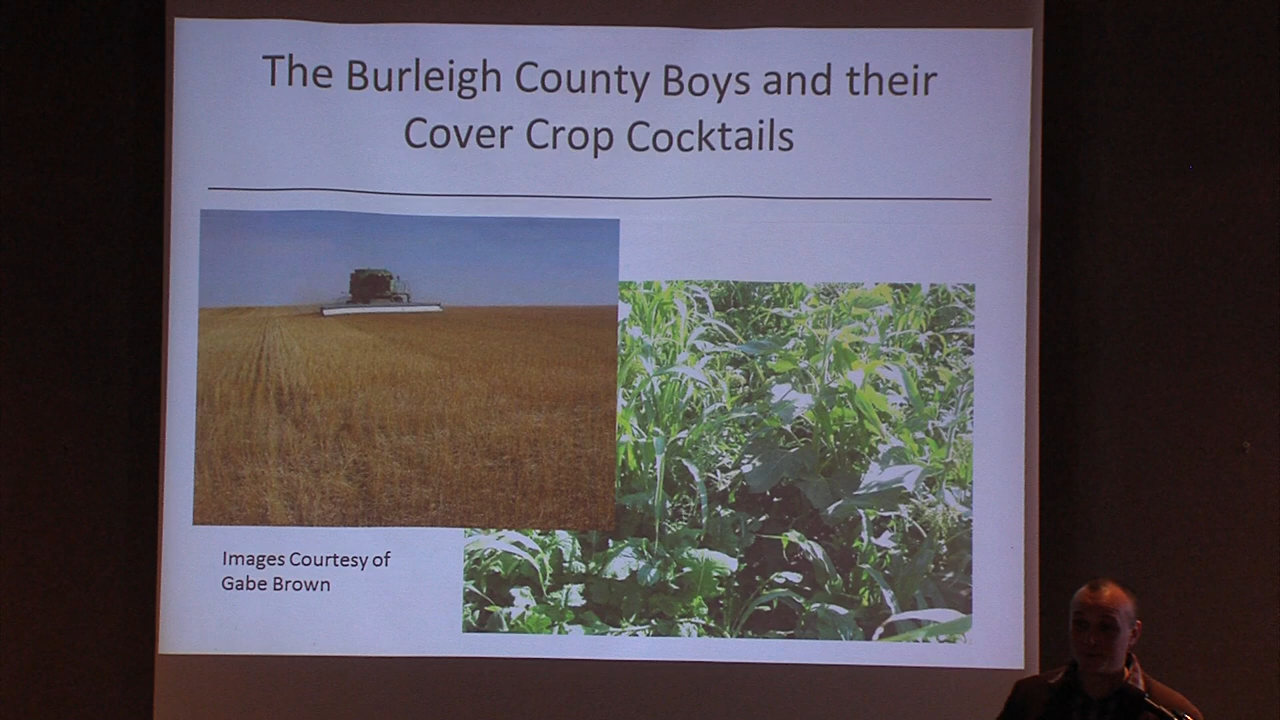 The Burleigh County Boys and their
Cover Crop Cocktails
Images Courtesy of
Gabe Brown